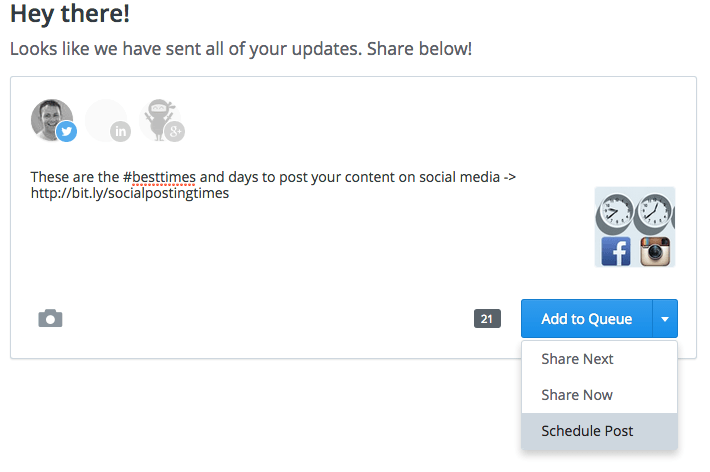 Hey there!
Looks like we have sent all of your updates. Share below!
in
8+
These are the #besttimes and days to post your content on social media ->
http://bit.ly/socialpostingtimes
f
21
Add to Queue
Share Next
Share Now
Schedule Post